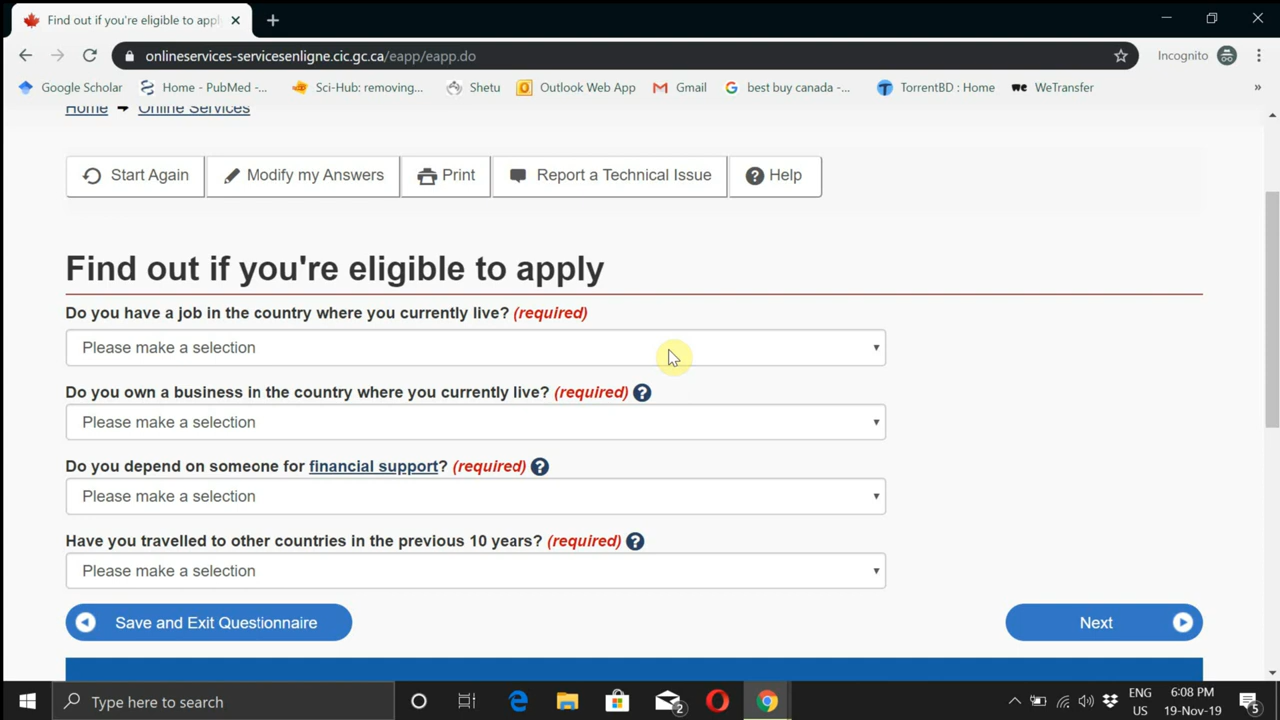 Find out if you're eligible to appl
onlineservices-servicesenligne.cic.gc.ca/eapp/eapp.do
Incognito
Google Scholar
Home - PubMed -...
Sci-Hub: removing...
Shetu
Outlook Web App
Gmail
best buy canada -...
TorrentBD : Home
WeTransfer
»
Home
Online Services
Start Again
Modify my Answers
Print
Report a Technical Issue
Help
Find out if you're eligible to apply
Do you have a job in the country where you currently live? (required)
Please make a selection
Do you own a business in the country where you currently live? (required)
Please make a selection
Do you depend on someone for financial support? (required)
Please make a selection
Have you travelled to other countries in the previous 10 years? (required)
Please make a selection
Save and Exit Questionnaire
Next
Type here to search
2
ENG
US
6:08 PM
19-Nov-19
5